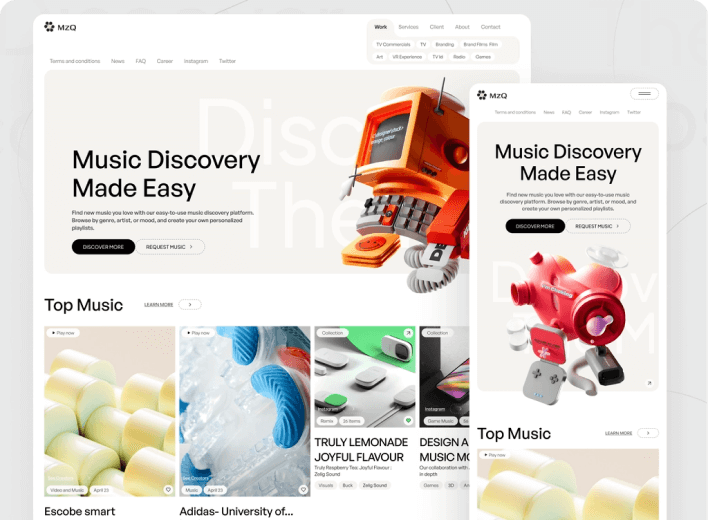 MzQ
Work Services Client About Contact
TV Commercials TV Branding Brand Films Film
Art VR Experience TV Id Radio Games
Terms and conditions News FAQ Career Instagram Twitter
Music Discovery
Made Easy
Find new music you love with our easy-to-use music discovery platform.
Browse by genre, artist, or mood, and create your own personalized
playlists.
DISCOVER MORE
REQUEST MUSIC
Top Music
LEARN MORE
Play now
Video and Music April 23
Escobe smart
Play now
Music April 23
Adidas- University of...
Collection
Instagram
Remix 36 items
TRULY LEMONADE
JOYFUL FLAVOUR
Truly Raspberry Tea. Joyful Flavour :
Zelig Sound
Visuals Buck Zelig Sound
Collection
Instagram
Game Music
DESIGN A
MUSIC MO
Our collaboration with
in depth
Games 3D
MzQ
Terms and conditions News FAQ Career Instagram Twitter
Music Discovery
Made Easy
Find new music you love with our easy-to-use music
discovery platform. Browse by genre, artist, or mood, and
create your own personalized playlists.
DISCOVER MORE
REQUEST MUSIC
Top Music
LEARN MORE
Play now